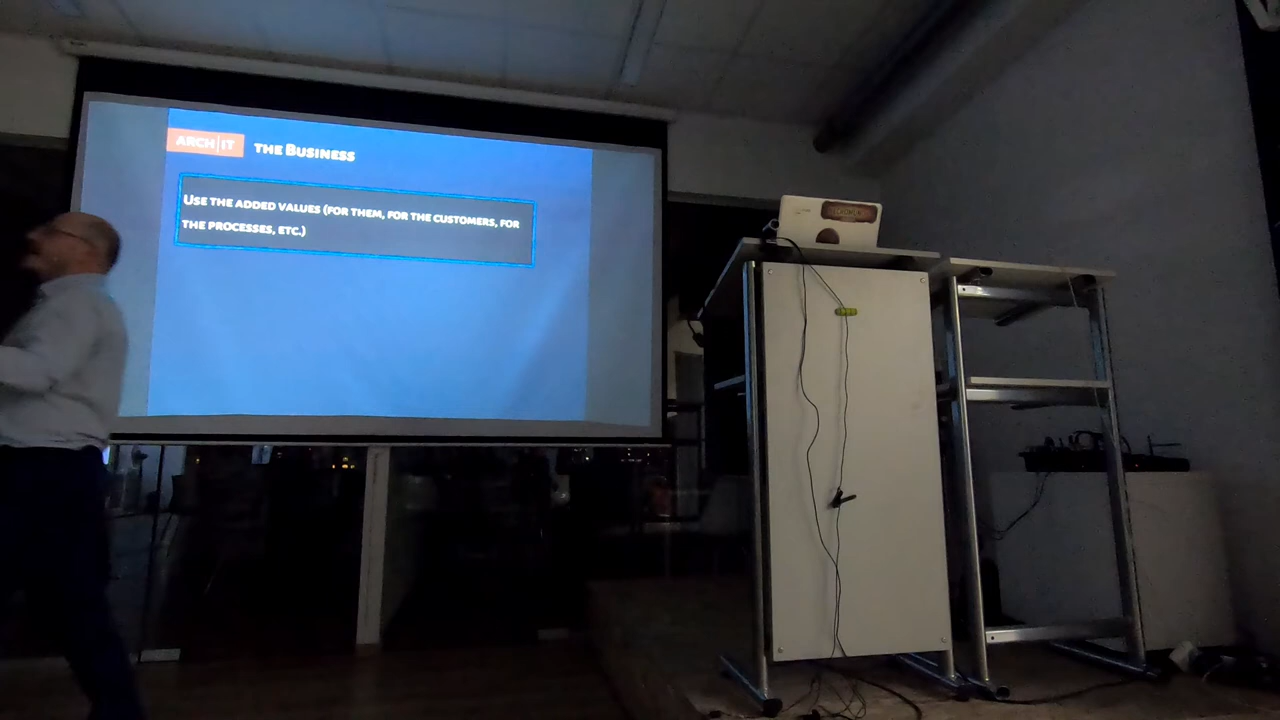 ARCH|IT
THE BUSINESS
USE THE ADDED VALUES (FOR THEM, FOR THE CUSTOMERS, FOR
THE PROCESSES, ETC.)